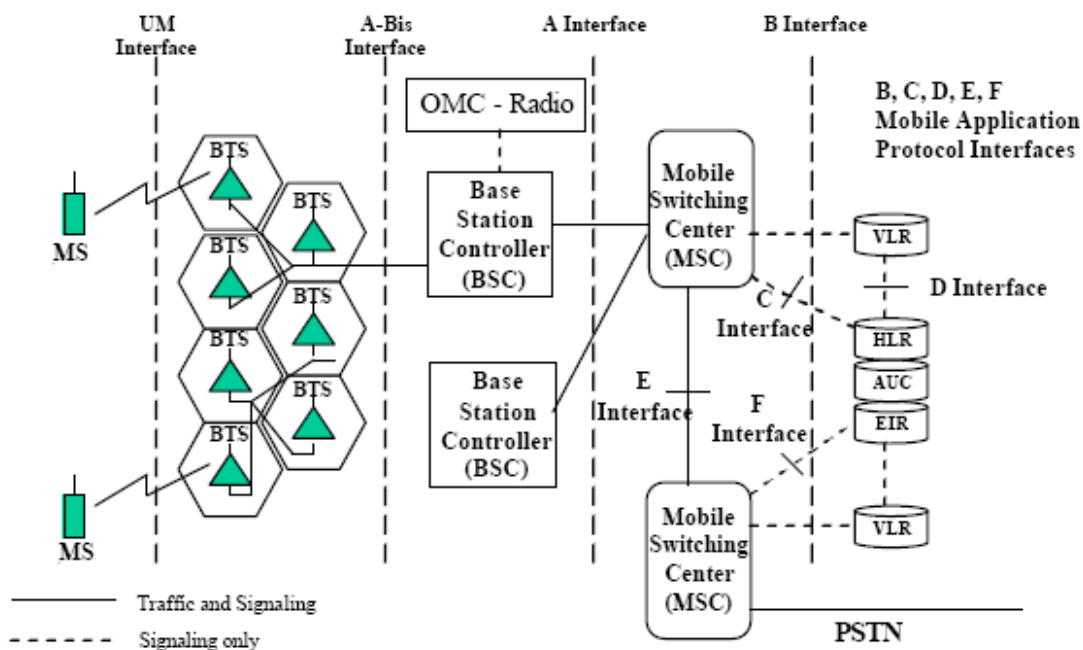 UM
Interface
A-Bis
Interface
A Interface
B Interface
OMC - Radio
B, C, D, E, F
Mobile Application
Protocol Interfaces
BTS
BTS
BTS
BTS
BTS
BTS
BTS
MS
MS
Base
Station
Controller
(BSC)
Base
Station
Controller
(BSC)
Mobile
Switching
Center
(MSC)
VLR
D Interface
C
Interface
HLR
AUC
EIR
E
Interface
F
Interface
Mobile
Switching
Center
(MSC)
VLR
PSTN
Traffic and Signaling
Signaling only